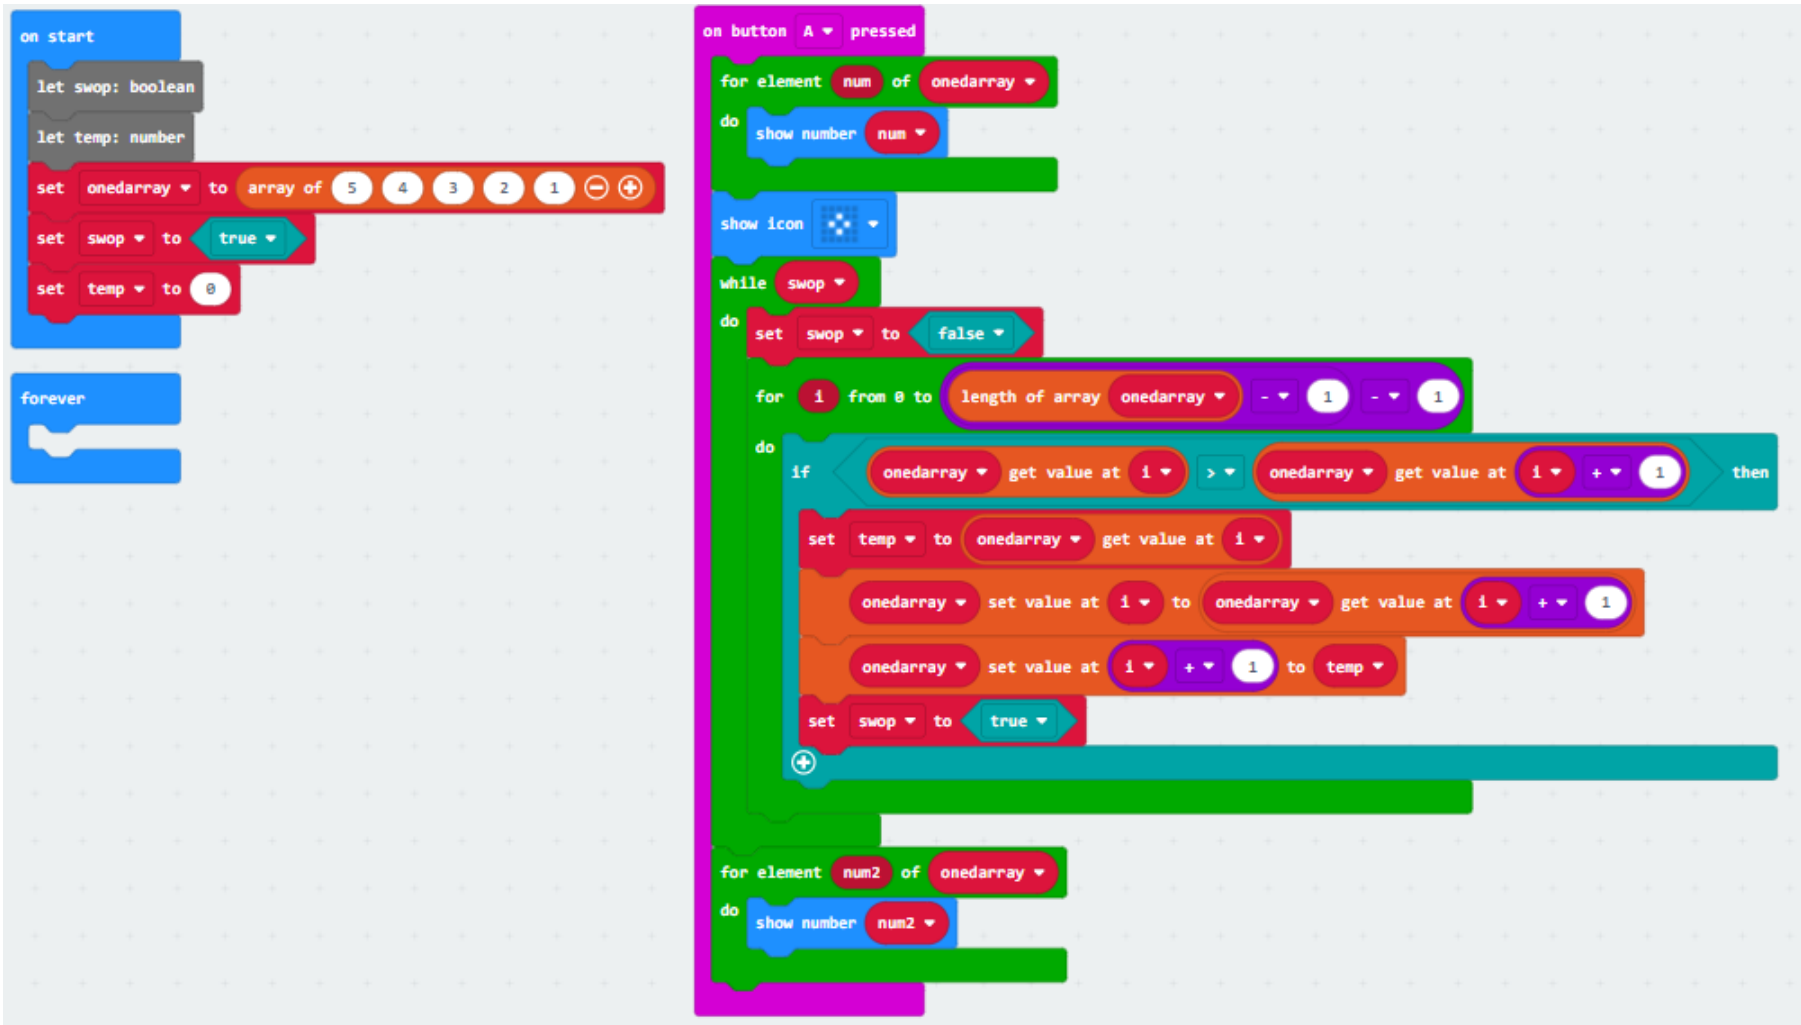 on start
let swop: boolean
let temp: number
set onedarray to array of 5 4 3 2 1
set swop to true
set temp to 0
forever
on button A pressed
for element num of onedarray
do
show number num
show icon
while swop
do
set swop to false
for i from 0 to length of array onedarray - 1 - 1
do
if onedarray get value at i > onedarray get value at i + 1 then
set temp to onedarray get value at i
onedarray set value at i to onedarray get value at i + 1
onedarray set value at i + 1 to temp
set swop to true
for element num2 of onedarray
do
show number num2